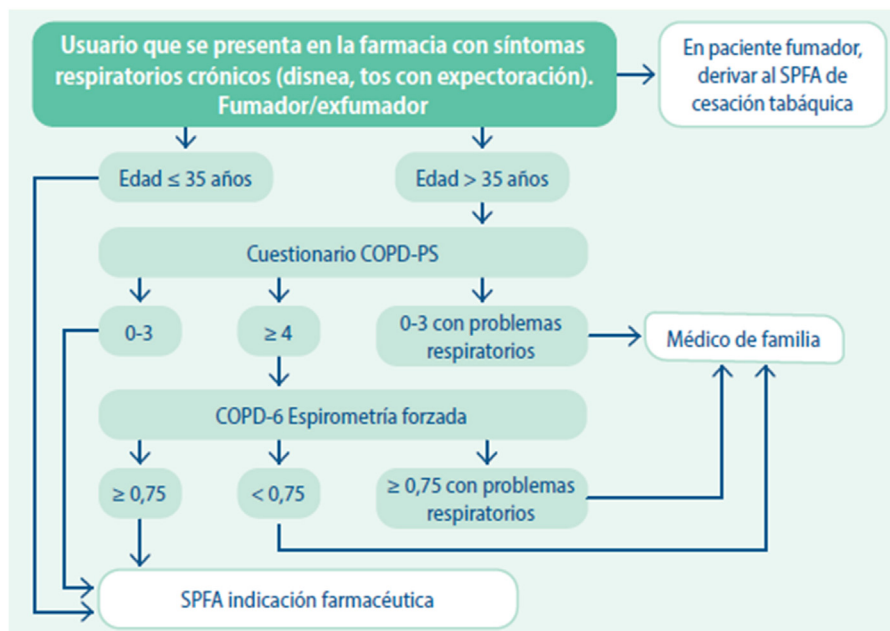 Usuario que se presenta en la farmacia con síntomas
respiratorios crónicos (disnea, tos con expectoración).
Fumador/exfumador
En paciente fumador,
derivar al SPFA de
cesación tabáquica
Edad ≤ 35 años
Edad > 35 años
Cuestionario COPD-PS
0-3
≥ 4
0-3 con problemas
respiratorios
Médico de familia
COPD-6 Espirometría forzada
≥ 0,75
< 0,75
≥ 0,75 con problemas
respiratorios
SPFA indicación farmacéutica